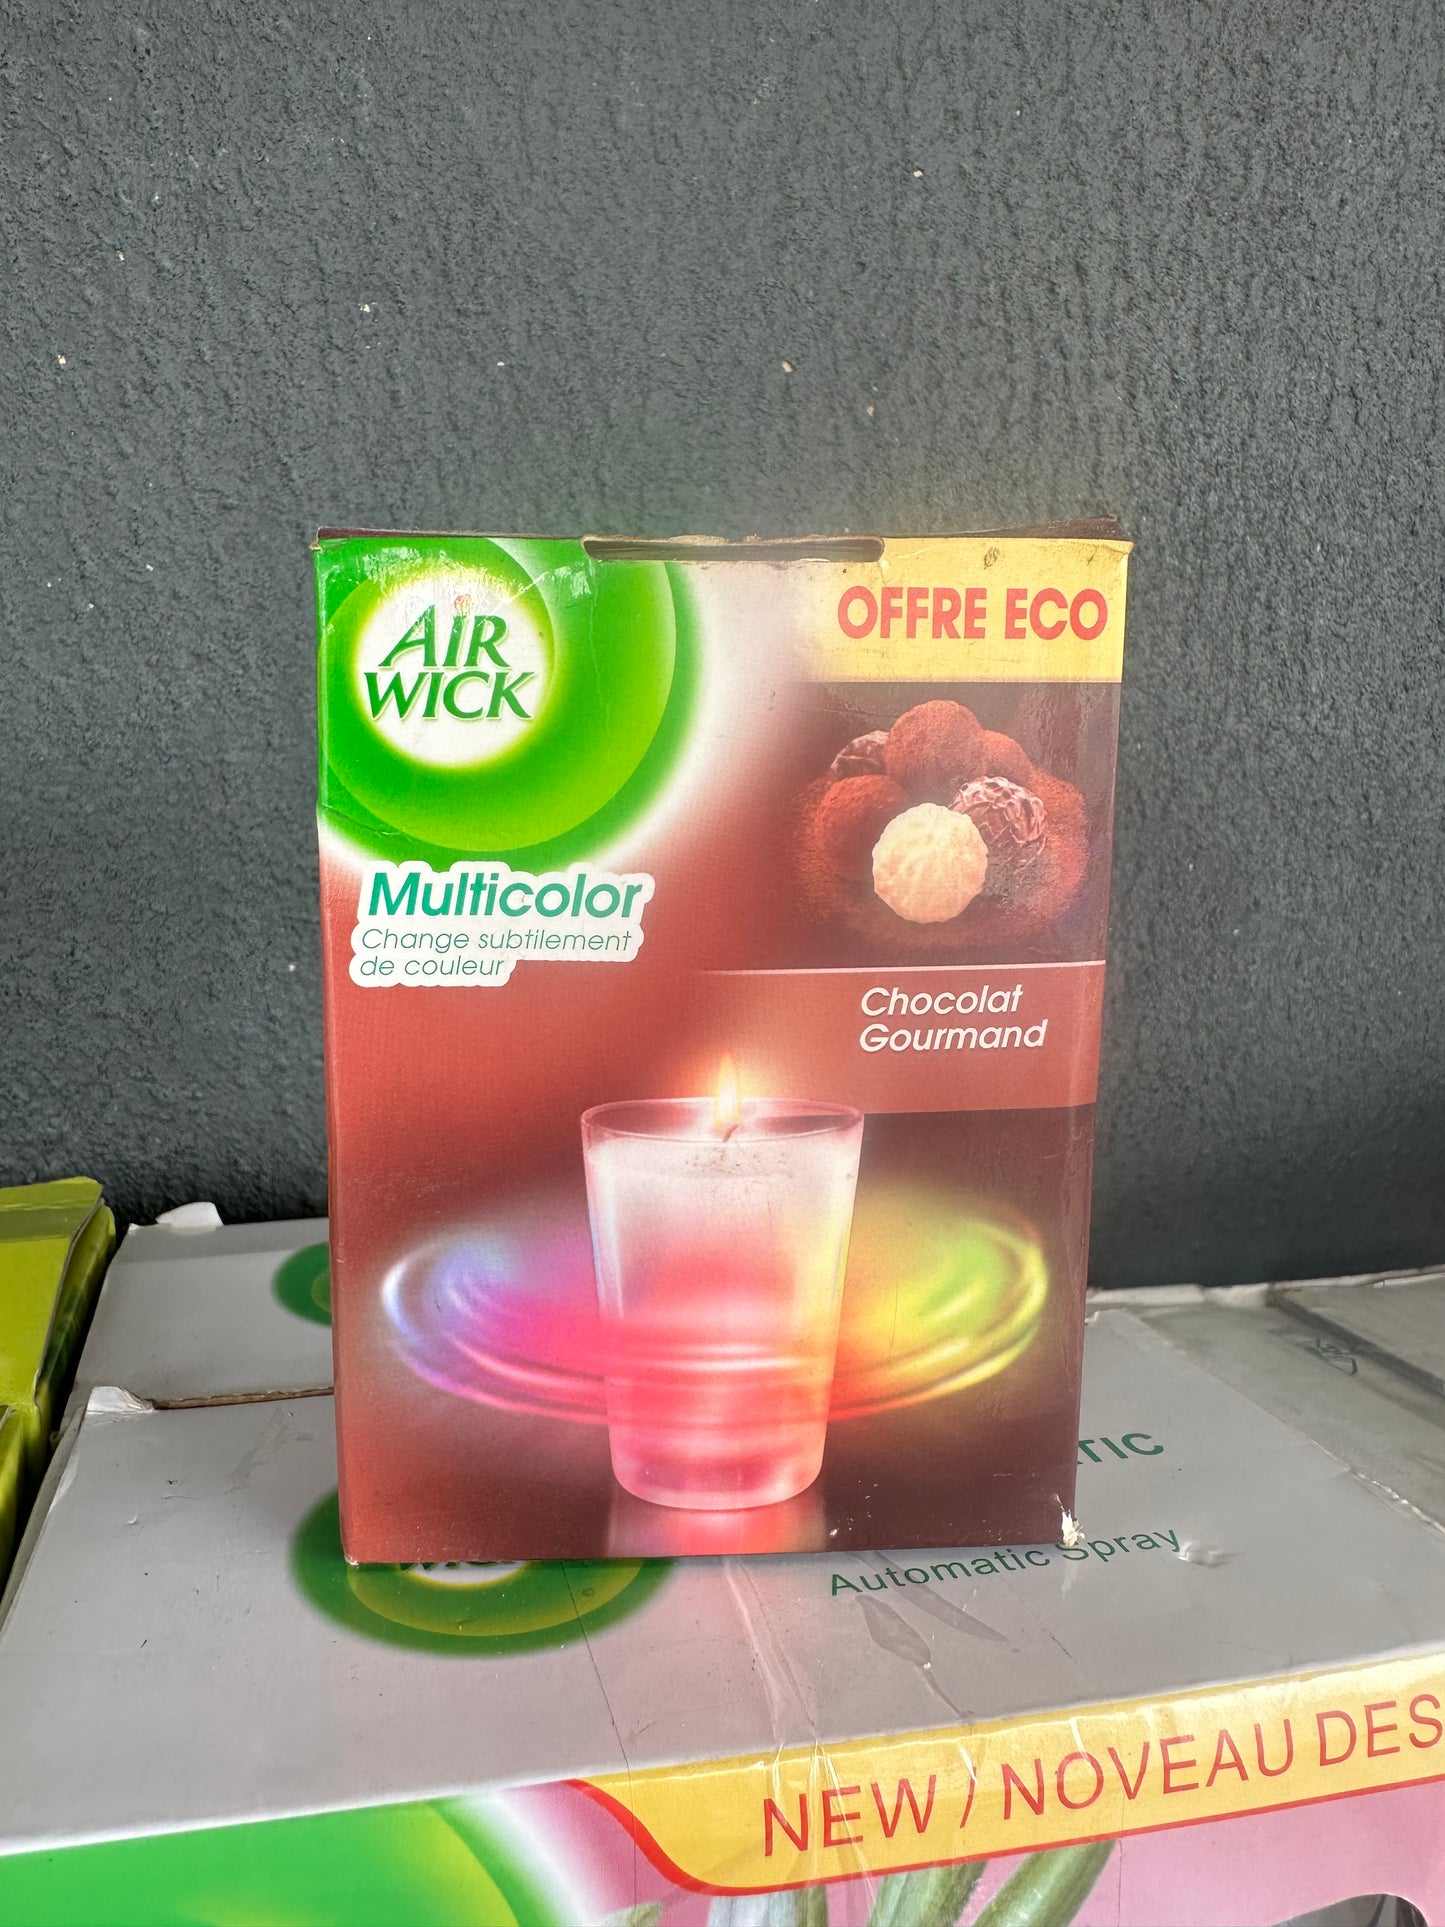 AIR
WICK
OFFRE ECO
Multicolor
Change subtilement
de couleur
Chocolat
Gourmand
TIC
Automatic Spray
NEW / NOVEAU DES